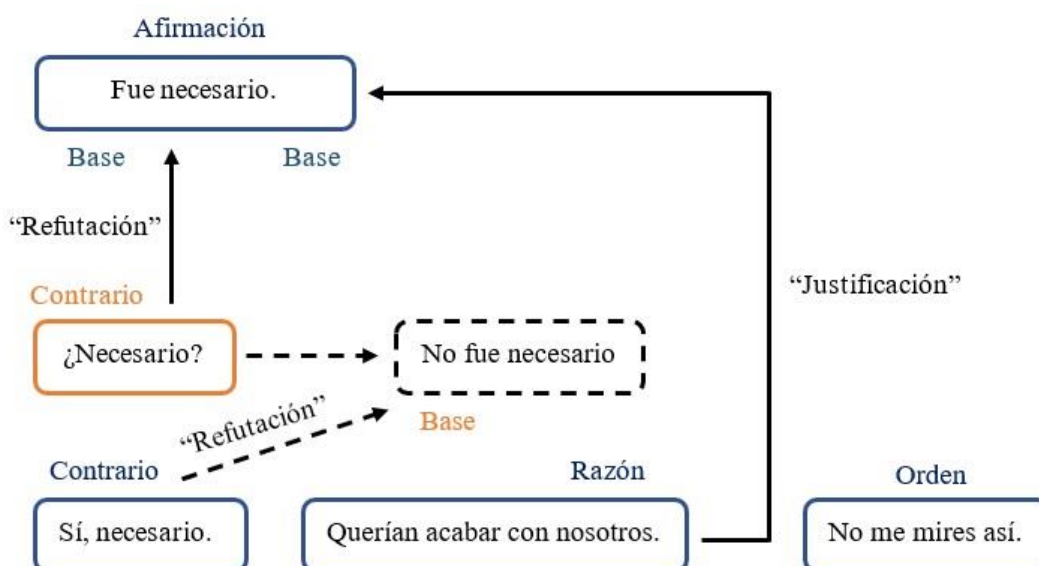 Afirmación
Fue necesario.
Base Base
“Refutación”
“Justificación”
Contrario
¿Necesario?
No fue necesario
“Refutación”
Base
Contrario
Razón
Orden
Sí, necesario.
Querían acabar con nosotros.
No me mires así.